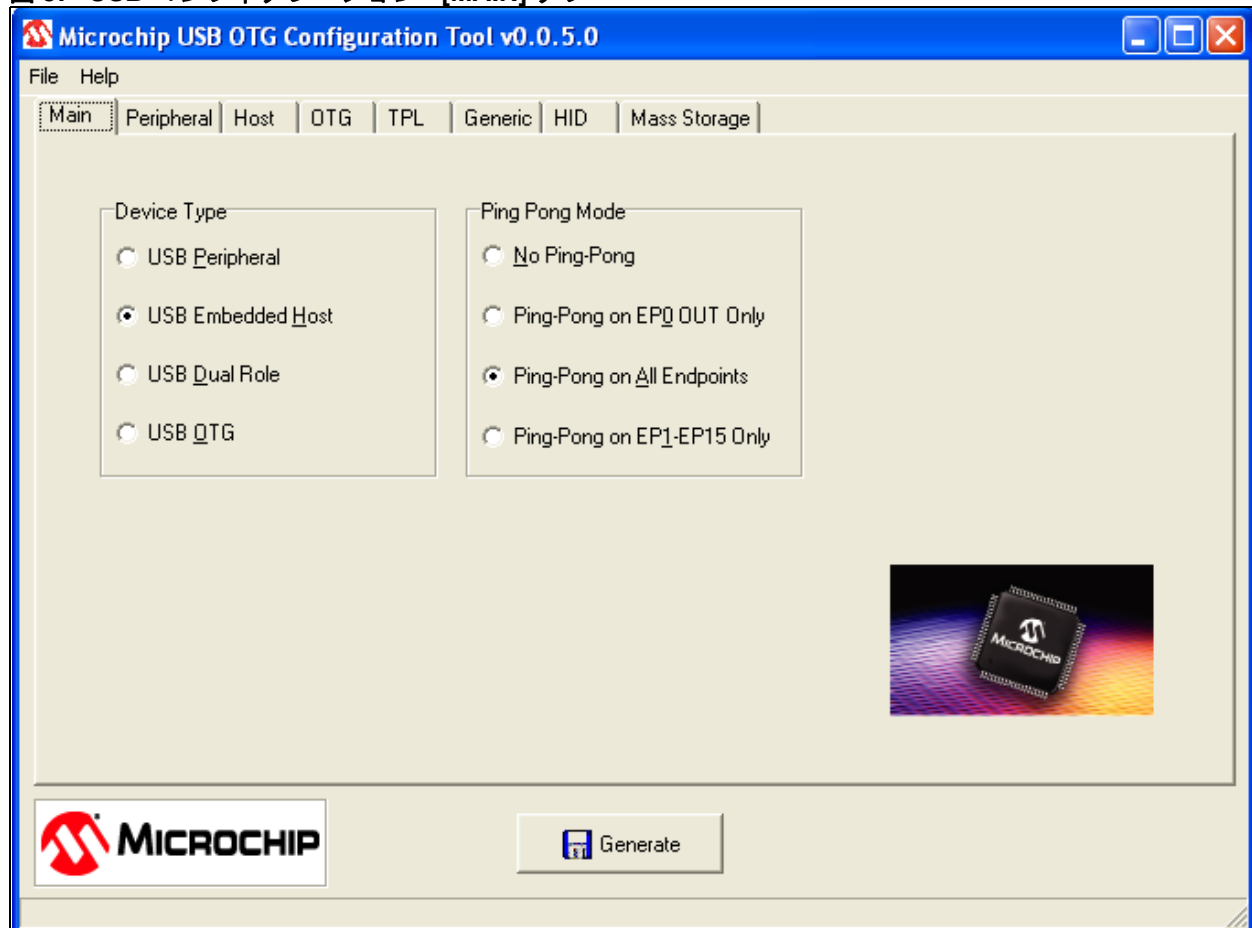 Microchip USB OTG Configuration Tool v0.0.5.0
File Help
Main Peripheral Host OTG TPL Generic HID Mass Storage
Device Type
USB Peripheral
USB Embedded Host
USB Dual Role
USB OTG
Ping Pong Mode
No Ping-Pong
Ping-Pong on EP0 OUT Only
Ping-Pong on All Endpoints
Ping-Pong on EP1-EP15 Only
MICROCHIP
MICROCHIP
Generate